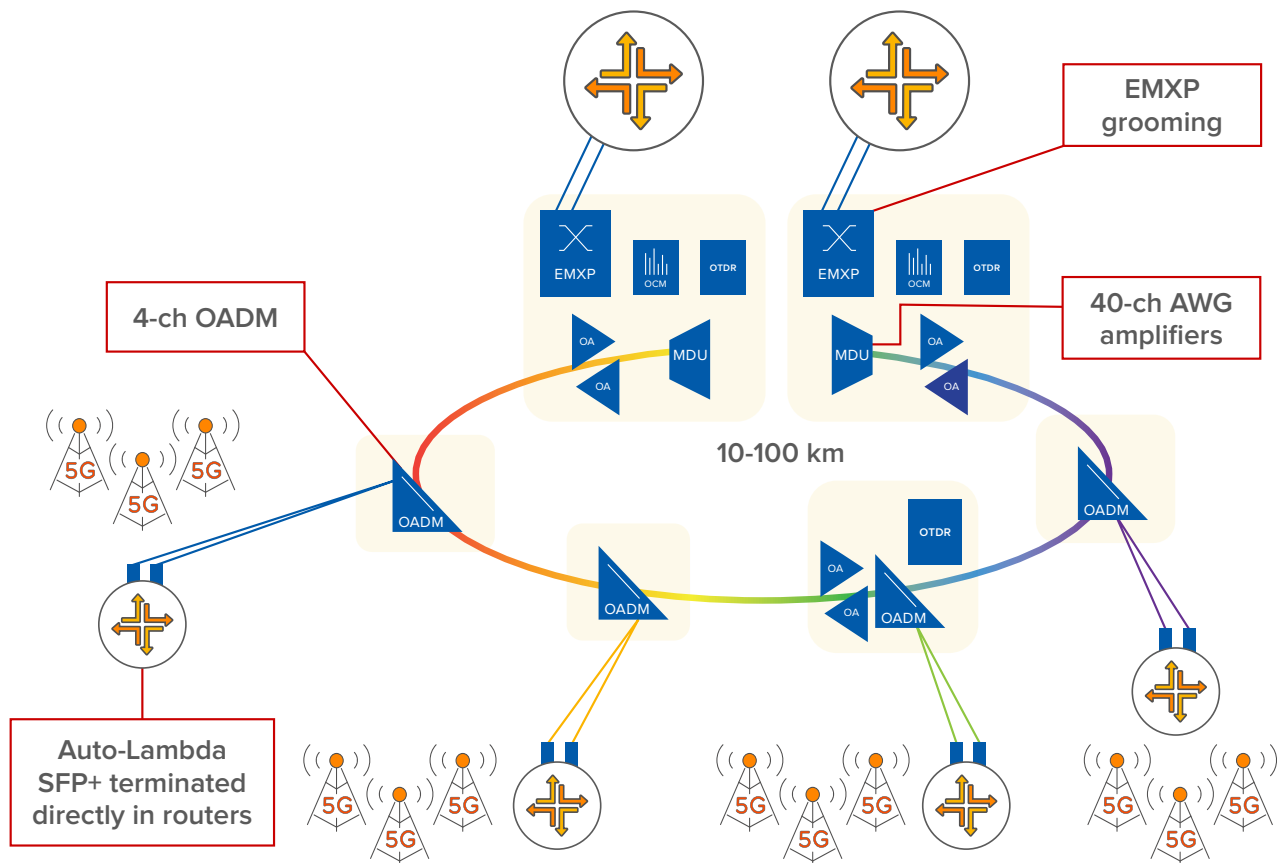 EMXP
grooming
EMXP
OCM
OTDR
EMXP
OCM
OTDR
4-ch OADM
40-ch AWG
amplifiers
OA
OA
MDU
MDU
OA
OA
10-100 km
5G
5G
5G
OADM
OADM
OTDR
OA
OA
OADM
OADM
Auto-Lambda
SFP+ terminated
directly in routers
5G
5G
5G
5G
5G
5G
5G
5G
5G